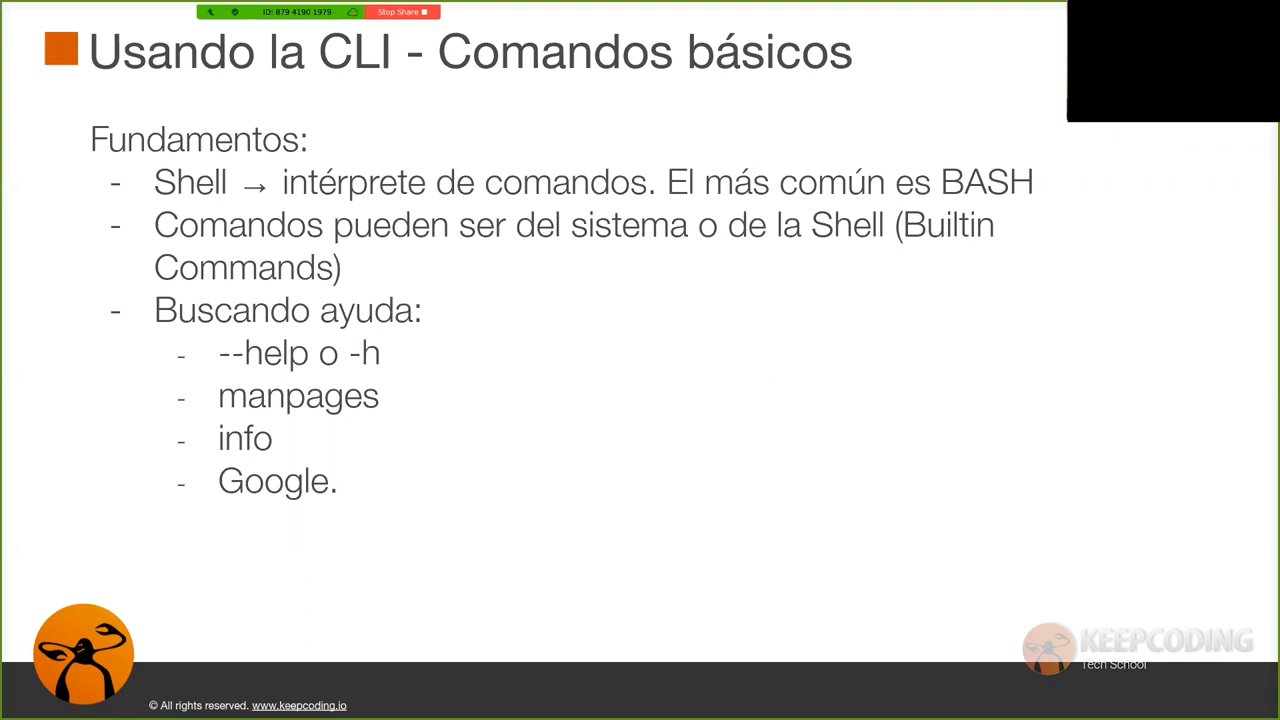 ID: 879 4190 1979
Stop Share
Usando la CLI - Comandos básicos
Fundamentos:
- Shell → intérprete de comandos. El más común es BASH
- Comandos pueden ser del sistema o de la Shell (Builtin
Commands)
- Buscando ayuda:
- --help o -h
- manpages
- info
- Google.
KEEPCODING
Tech School
© All rights reserved. www.keepcoding.io